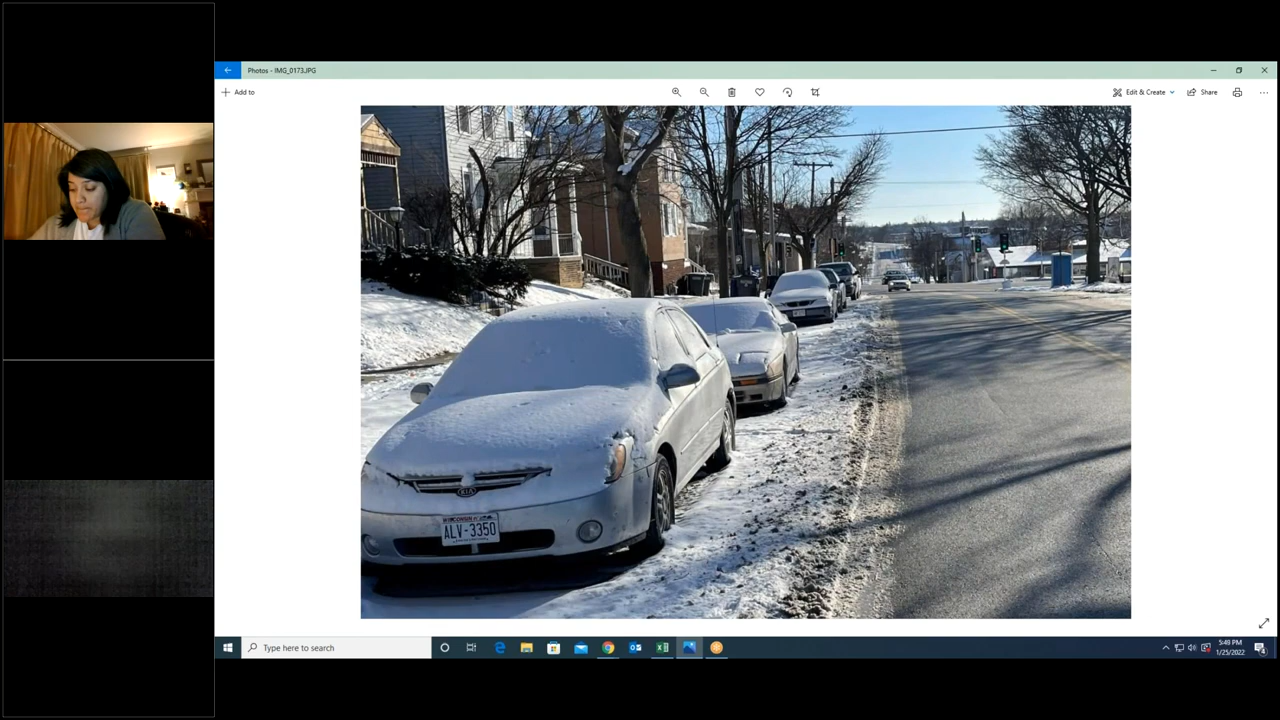 Photos - IMG_0173.JPG
Add to
Edit & Create
Share
KIA
WISCONSIN
ALV-3350
Type here to search
5:49 PM
1/25/2022